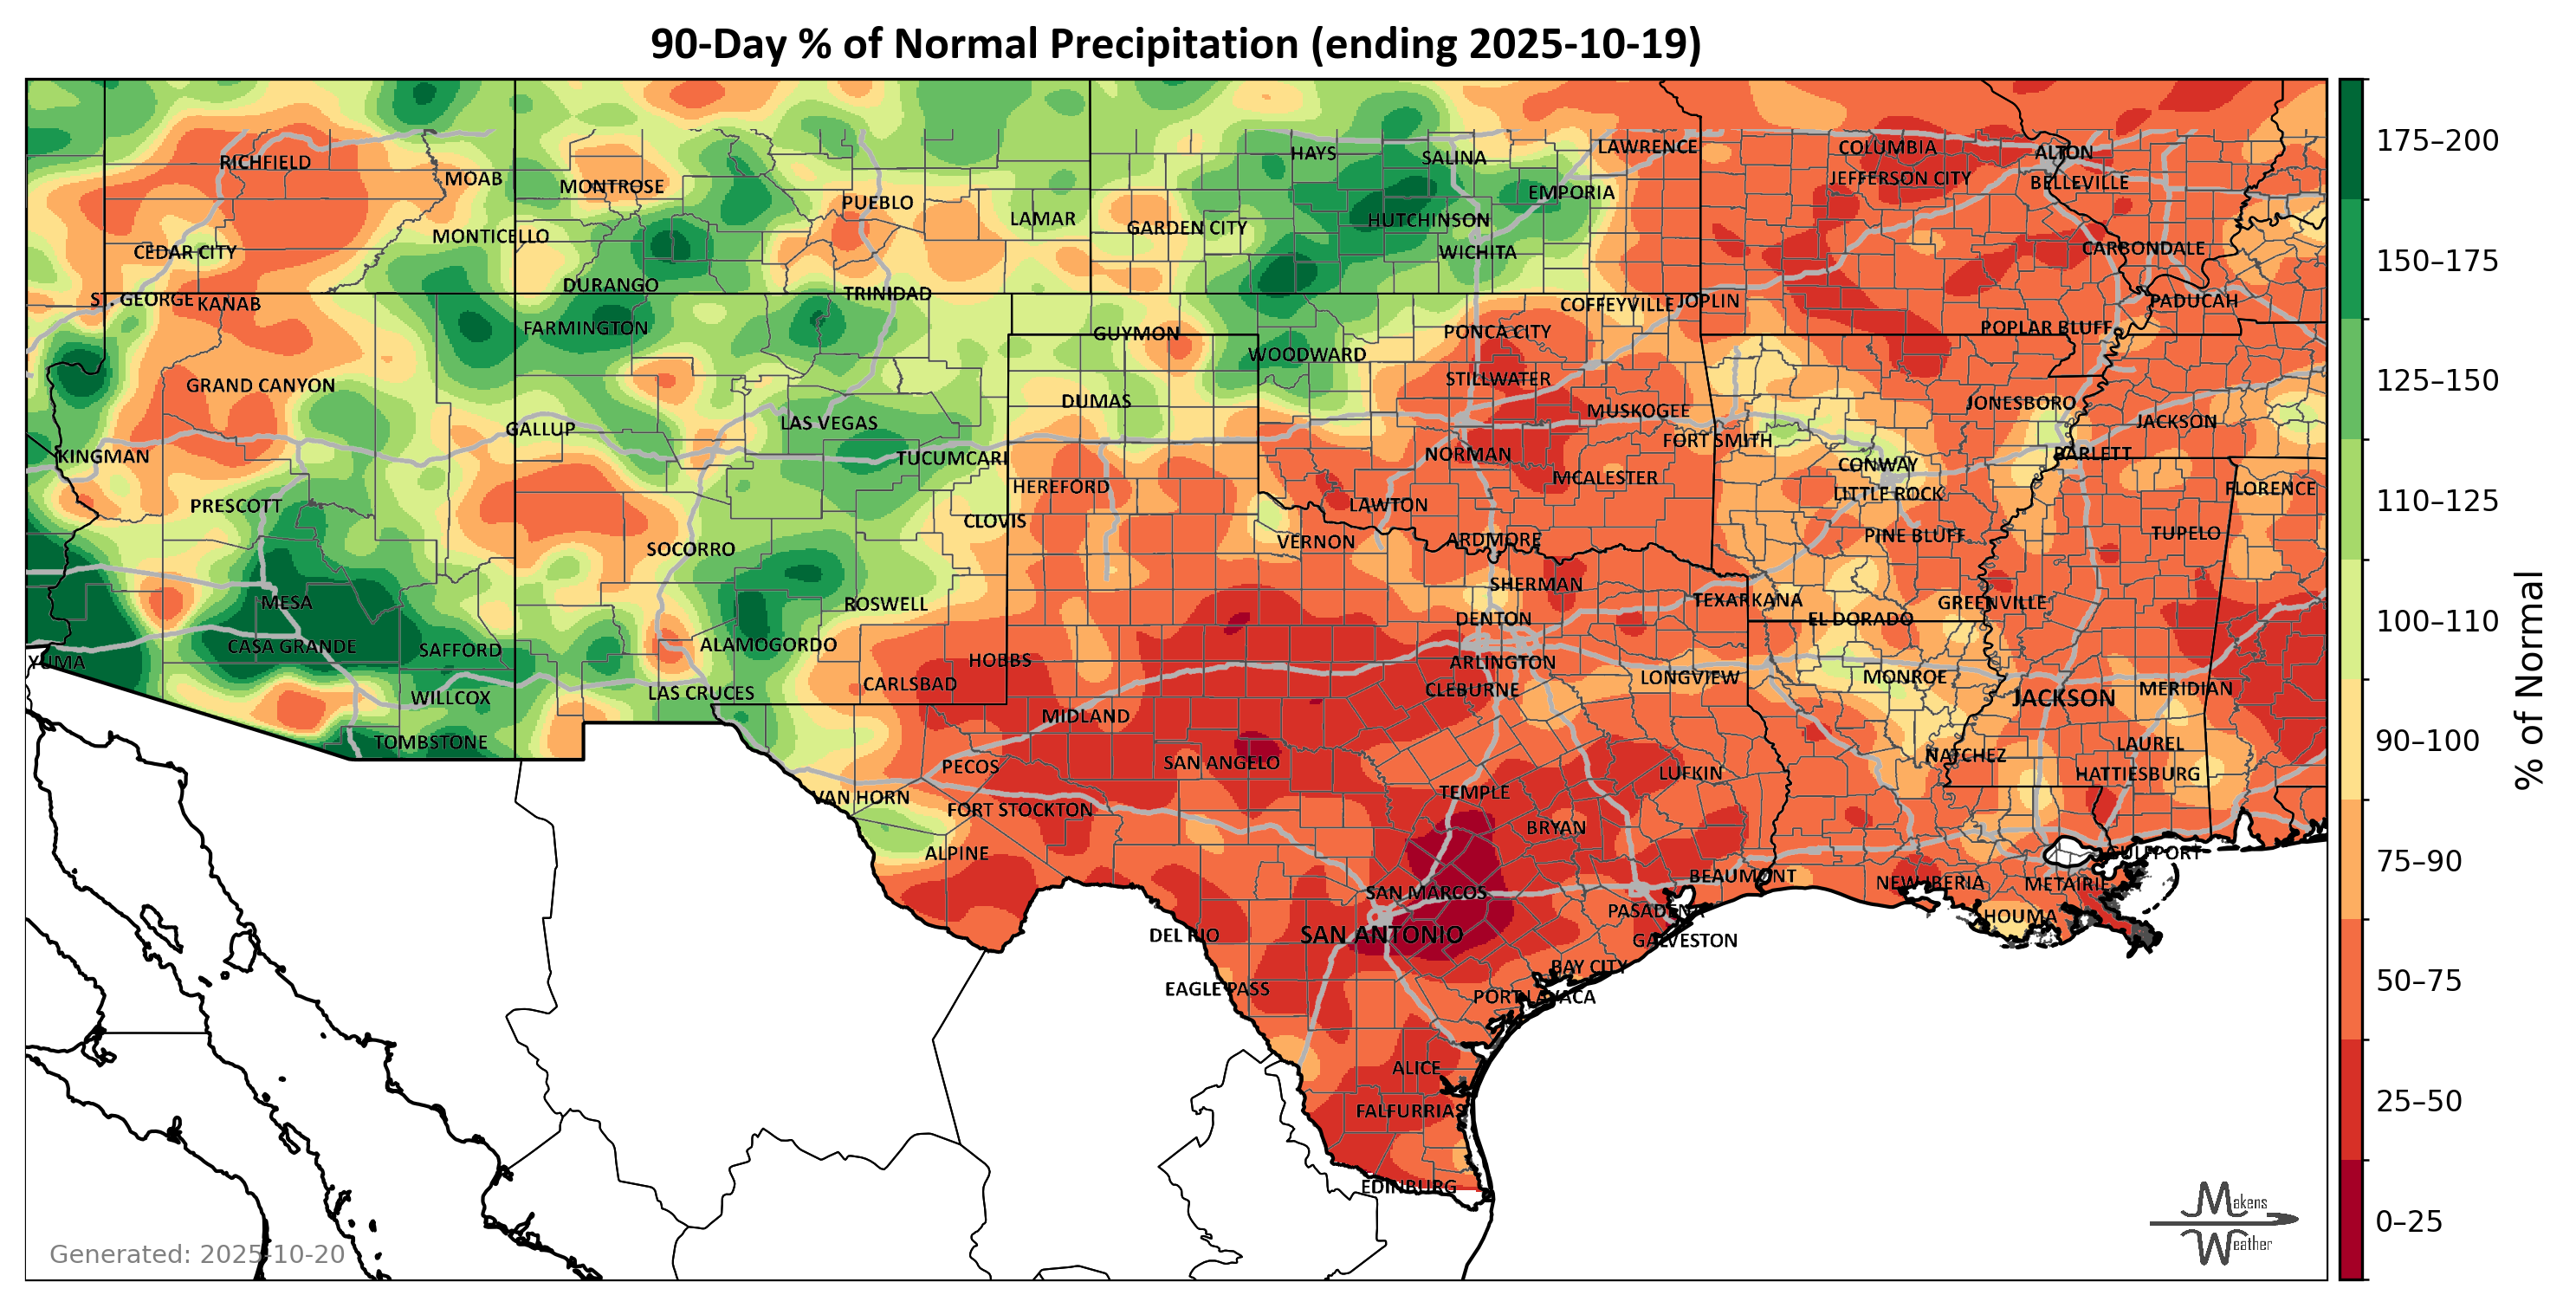 90-Day % of Normal Precipitation (ending 2025-10-19)
HAYS
SALINA
LAWRENCE
COLUMBIA
ALTON
RICHFIELD
MOAB
MONTROSE
JEFFERSON CITY
BELLEVILLE
PUEBLO
EMPORIA
LAMAR
GARDEN CITY
HUTCHINSON
MONTICELLO
CEDAR CITY
WICHITA
CARBONDALE
DURANGO
TRINIDAD
ST. GEORGE
KANAB
COFFEYVILLE
JOPLIN
PADUCAH
FARMINGTON
GUYMON
PONCA CITY
POPLAR BLUFF
WOODWARD
GRAND CANYON
STILLWATER
DUMAS
MUSKOGEE
JONESBORO
JACKSON
LAS VEGAS
GALLUP
FORT SMITH
KINGMAN
TUCUMCARI
NORMAN
CONWAY
BARLETT
HEREFORD
MCALESTER
LITTLE ROCK
FLORENCE
PRESCOTT
LAWTON
CLOVIS
VERNON
ARDMORE
PINE BLUFF
TUPELO
SOCORRO
SHERMAN
MESA
ROSWELL
TEXARKANA
GREENVILLE
DENTON
EL DORADO
CASA GRANDE
SAFFORD
ALAMOGORDO
YUMA
HOBBS
ARLINGTON
CARLSBAD
CLEBURNE
LONGVIEW
MONROE
MERIDIAN
WILLCOX
LAS CRUCES
JACKSON
MIDLAND
TOMBSTONE
LAUREL
NATCHEZ
PECOS
SAN ANGELO
LUFKIN
HATTIESBURG
VAN HORN
FORT STOCKTON
TEMPLE
BRYAN
ALPINE
GULFPORT
SAN MARCOS
BEAUMONT
NEW IBERIA
METAIRIE
PASADENA
HOUMA
DEL RIO
SAN ANTONIO
GALVESTON
BAY CITY
EAGLE PASS
PORT LAVACA
ALICE
FALFURRIAS
EDINBURG
175–200
150–175
125–150
110–125
100–110
90–100
75–90
50–75
25–50
0–25
% of Normal
Generated: 2025-10-20
Makens
Weather